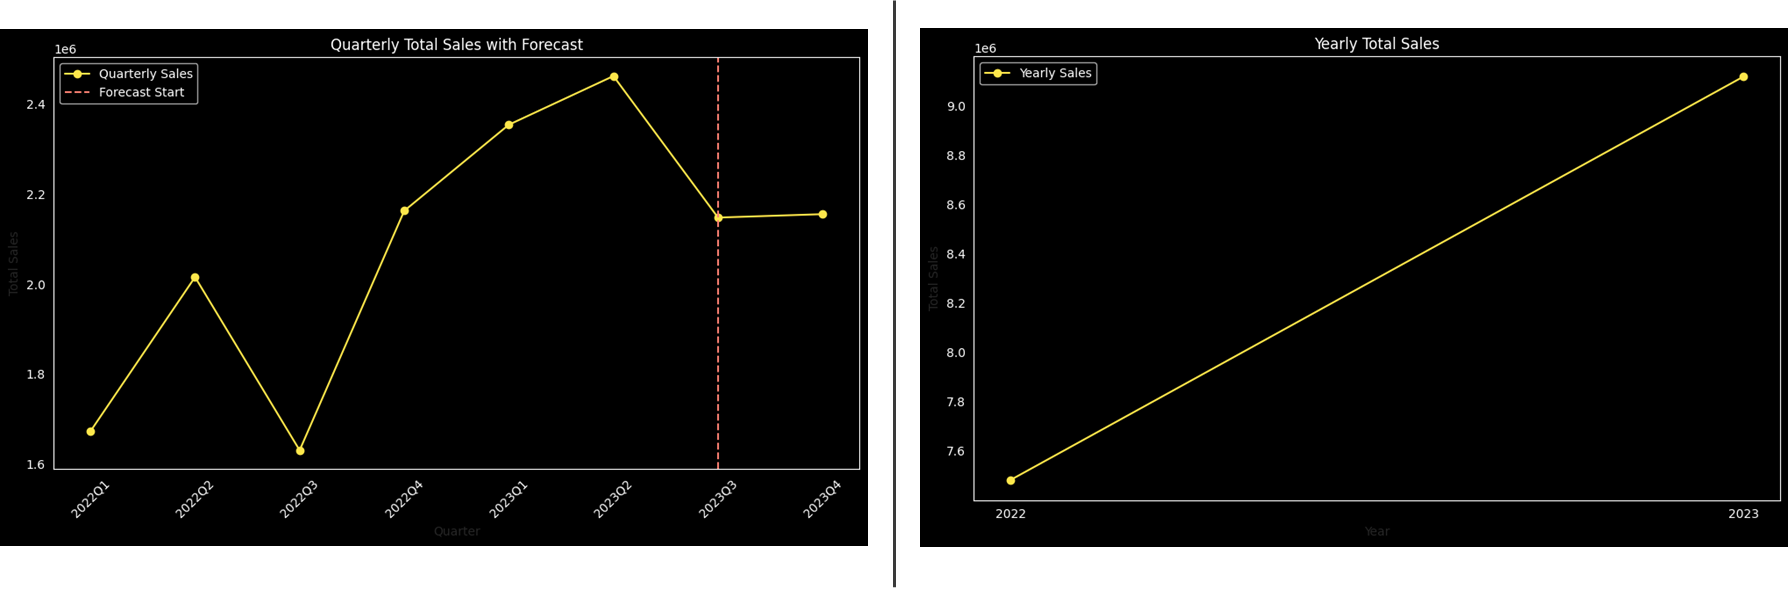 Quarterly Total Sales with Forecast
1e6
Quarterly Sales
Forecast Start
2.4
2.2
2.0
1.8
1.6
Total Sales
2022Q1
2022Q2
2022Q3
2022Q4
2023Q1
2023Q2
2023Q3
2023Q4
Quarter
Yearly Total Sales
1e6
Yearly Sales
9.0
8.8
8.6
8.4
8.2
8.0
7.8
7.6
Total Sales
2022
2023
Year